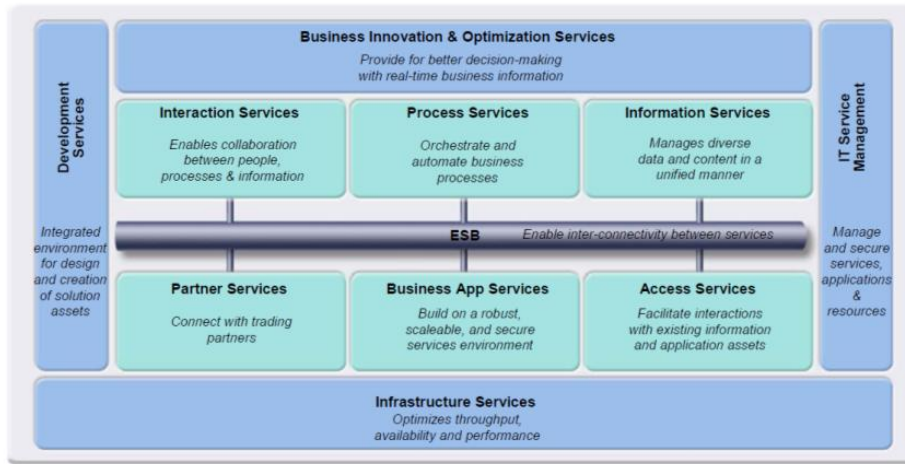 Business Innovation & Optimization Services
Provide for better decision-making
with real-time business information
Development
Services
Integrated
environment
for design
and creation
of solution
assets
Interaction Services
Enables collaboration
between people,
processes & information
Process Services
Orchestrate and
automate business
processes
Information Services
Manages diverse
data and content in a
unified manner
IT Service
Management
Manage
and secure
services,
applications
&
resources
ESB Enable inter-connectivity between services
Partner Services
Connect with trading
partners
Business App Services
Build on a robust,
scaleable, and secure
services environment
Access Services
Facilitate interactions
with existing information
and application assets
Infrastructure Services
Optimizes throughput,
availability and performance